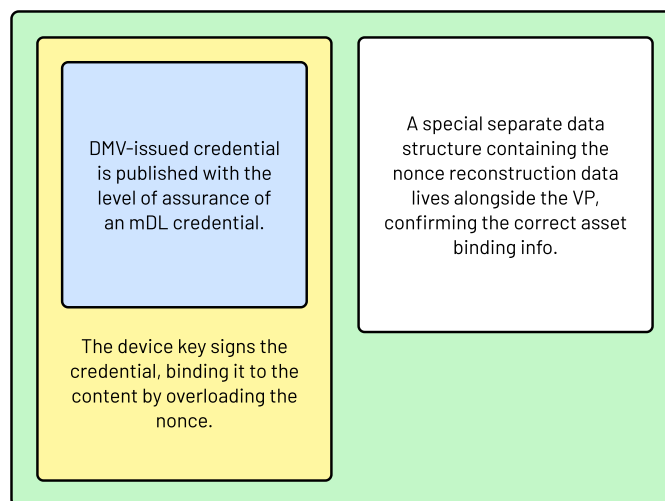 DMV-issued credential
is published with the
level of assurance of
an mDL credential.
The device key signs the
credential, binding it to the
content by overloading the
nonce.
A special separate data
structure containing the
nonce reconstruction data
lives alongside the VP,
confirming the correct asset
binding info.